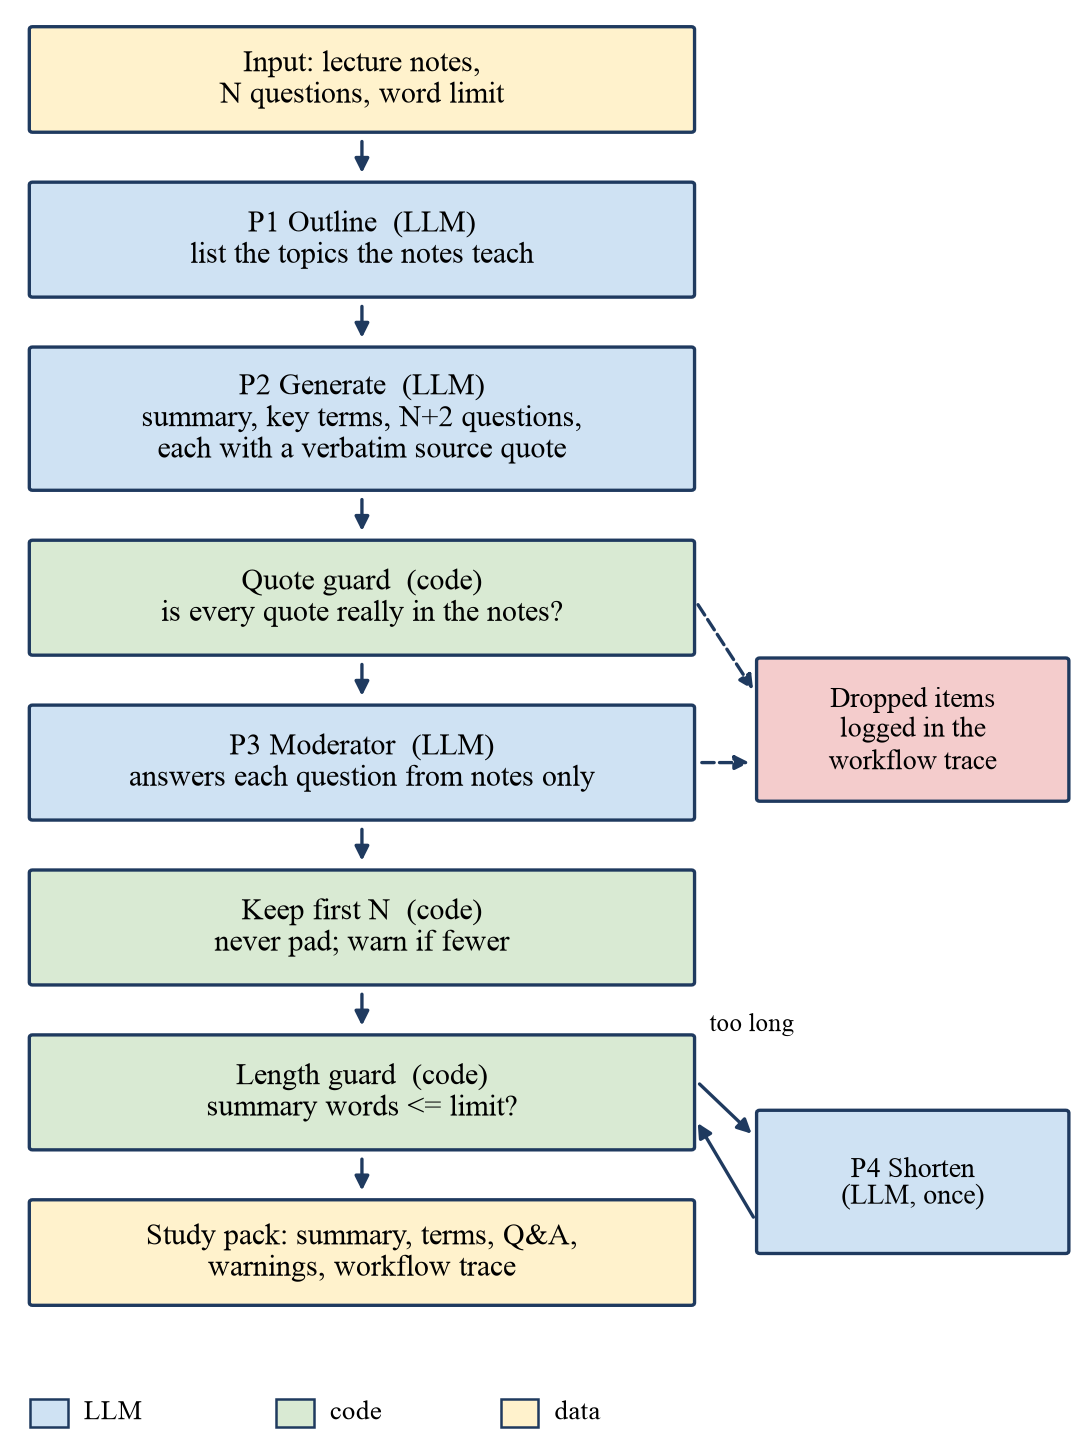 Input: lecture notes,
N questions, word limit
P1 Outline (LLM)
list the topics the notes teach
P2 Generate (LLM)
summary, key terms, N+2 questions,
each with a verbatim source quote
Quote guard (code)
is every quote really in the notes?
Dropped items
logged in the
workflow trace
P3 Moderator (LLM)
answers each question from notes only
Keep first N (code)
never pad; warn if fewer
too long
Length guard (code)
summary words <= limit?
P4 Shorten
(LLM, once)
Study pack: summary, terms, Q&A,
warnings, workflow trace
LLM
code
data